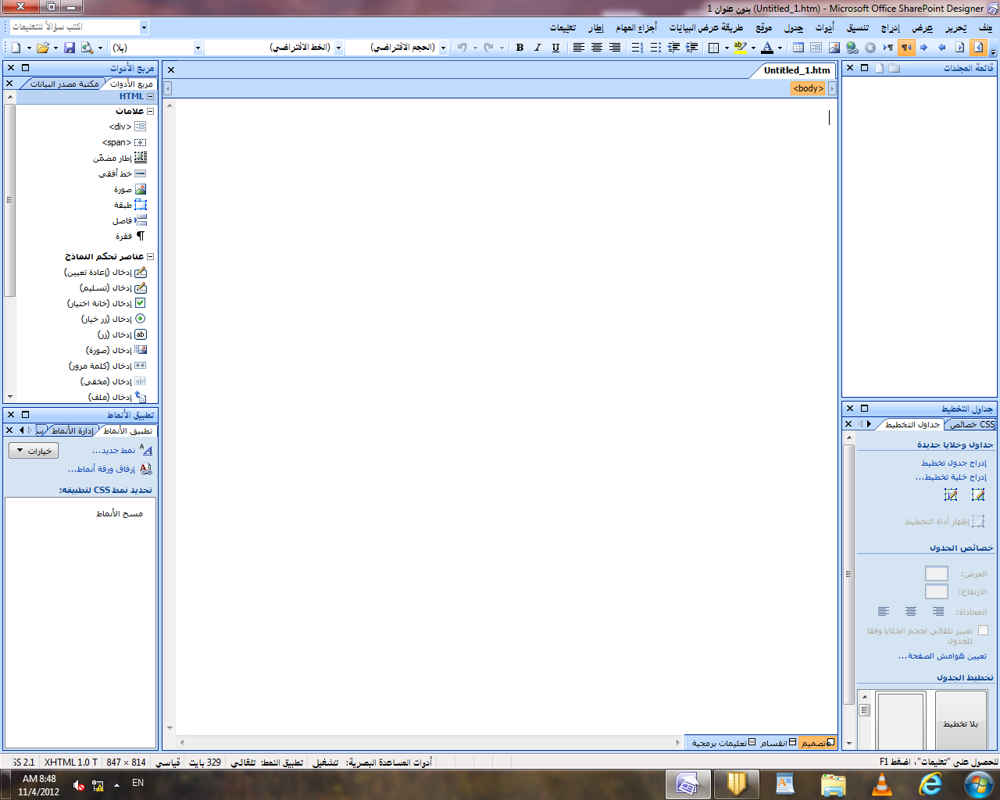 بدون عنوان 1 (Untitled_1.htm) - Microsoft Office SharePoint Designer
ملف تحرير عرض إدراج تنسيق أدوات جدول موقع طريقة عرض البيانات أجزاء المهام إطار تعليمات
اكتب سؤالاً للتعليمات
(الحجم الافتراضي) (الخط الافتراضي) (بلا)
قائمة المجلدات
Untitled_1.htm
<body>
مربع الأدوات
مربع الأدوات مكتبة مصدر البيانات
HTML
علامات
<div>
<span>
إطار مضمّن
خط أفقي
صورة
طبقة
فاصل
فقرة
عناصر تحكم النماذج
إدخال (إعادة تعيين)
إدخال (تسليم)
إدخال (خانة اختيار)
إدخال (زر خيار)
إدخال (زر)
إدخال (صورة)
إدخال (كلمة مرور)
إدخال (مخفي)
إدخال (ملف)
جداول التخطيط
خصائص CSS جداول التخطيط
جداول وخلايا جديدة
إدراج جدول تخطيط
إدراج خلية تخطيط...
إظهار أداة التخطيط
خصائص الجدول
العرض:
الارتفاع:
المحاذاة:
تغيير تلقائي لحجم الخلايا وفقا
للجدول
تعيين هوامش الصفحة...
تخطيط الجدول
بلا تخطيط
تطبيق الأنماط
تطبيق الأنماط إدارة الأنماط
نمط جديد...
خيارات
إرفاق ورقة أنماط...
تحديد نمط CSS لتطبيقه:
مسح الأنماط
تصميم انقسام تعليمات برمجية
للحصول على "تعليمات"، اضغط F1
أدوات المساعدة البصرية: تشغيل تطبيق النمط: تلقائي 329 بايت قياسي 847 × 814 XHTML 1.0 T SS 2.1
EN
8:48 AM
11/4/2012